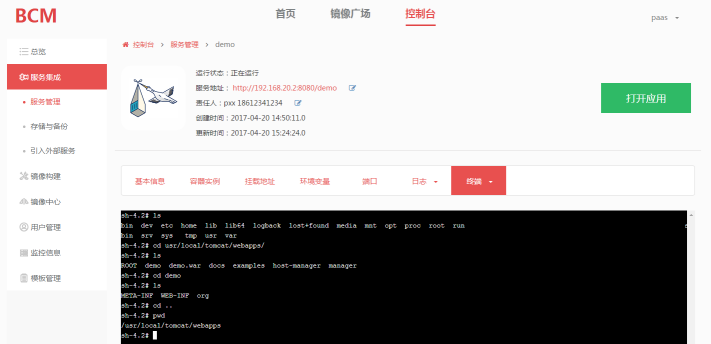 BCM
首页 镜像广场 控制台
paas
控制台 > 服务管理 > demo
总览
服务集成
服务管理
存储与备份
引入外部服务
镜像构建
镜像中心
用户管理
监控信息
模板管理
运行状态：正在运行
服务地址： http://192.168.20.2:8080/demo
责任人：pxx 18612341234
创建时间：2017-04-20 14:50:11.0
更新时间：2017-04-20 15:24:24.0
打开应用
基本信息 容器实例 挂载地址 环境变量 端口 日志 终端
sh-4.2# ls
bin dev etc home lib lib64 logback lost+found media mnt opt proc root run s
bin srv sys tmp usr var
sh-4.2# cd usr/local/tomcat/webapps/
sh-4.2# ls
ROOT demo demo.war docs examples host-manager manager
sh-4.2# cd demo
sh-4.2# ls
META-INF WEB-INF org
sh-4.2# cd ..
sh-4.2# pwd
/usr/local/tomcat/webapps
sh-4.2#